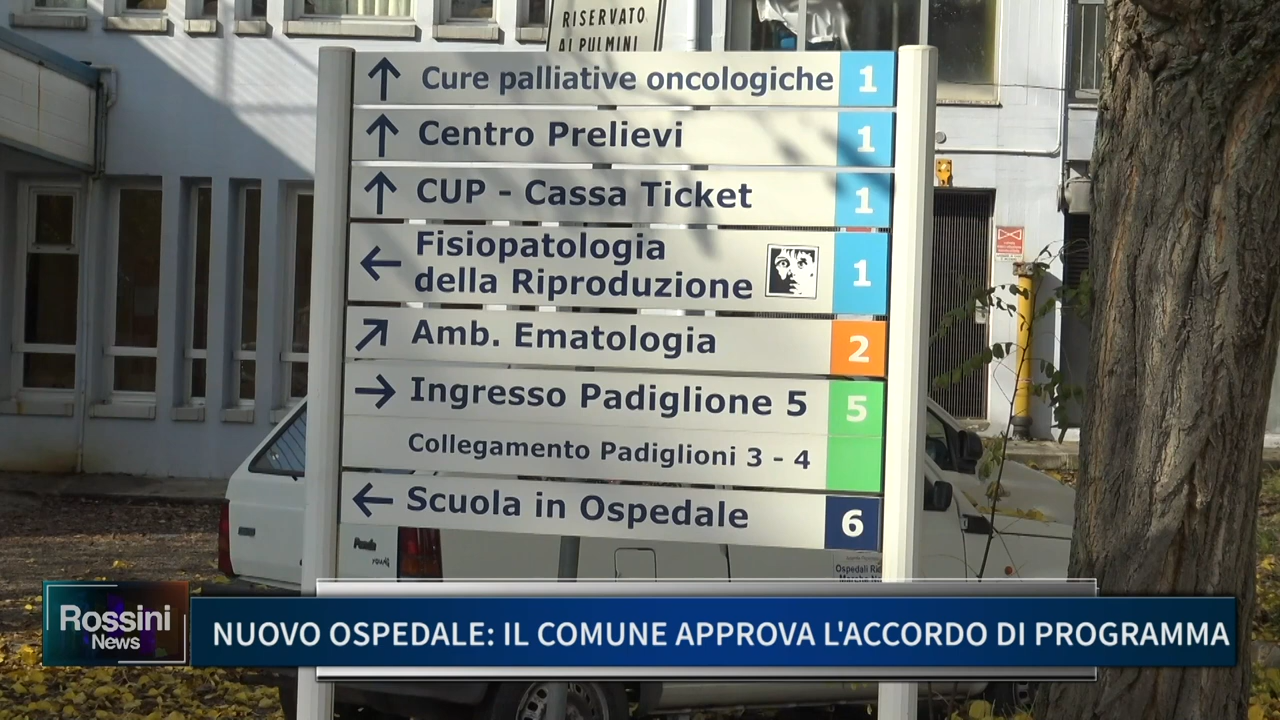 RISERVATO
AI PULMINI
Cure palliative oncologiche 1
Centro Prelievi 1
CUP - Cassa Ticket 1
Fisiopatologia
della Riproduzione 1
Amb. Ematologia 2
Ingresso Padiglione 5 5
Collegamento Padiglioni 3 - 4
Scuola in Ospedale 6
Panda
Rossini
News
NUOVO OSPEDALE: IL COMUNE APPROVA L'ACCORDO DI PROGRAMMA